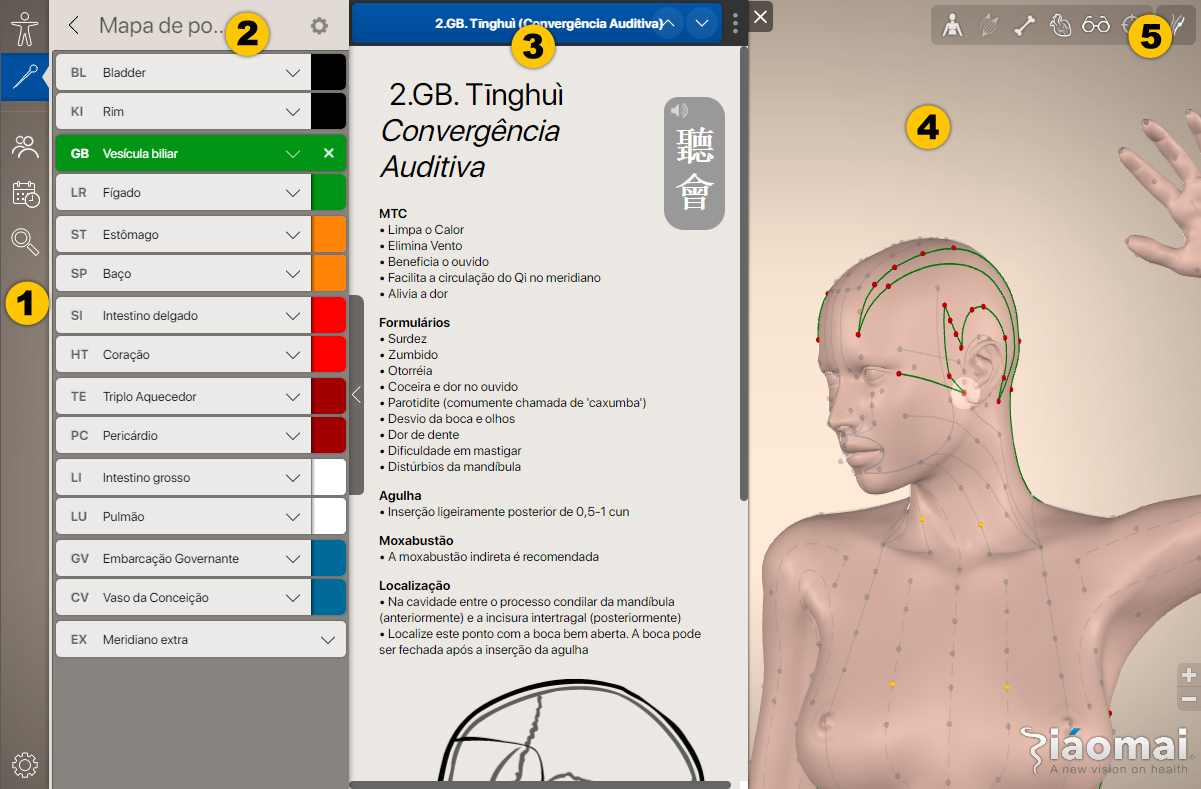 1
Mapa de po...
2
BL Bladder
KI Rim
GB Vesícula biliar
LR Fígado
ST Estômago
SP Baço
SI Intestino delgado
HT Coração
TE Triplo Aquecedor
PC Pericárdio
LI Intestino grosso
LU Pulmão
GV Embarcação Governante
CV Vaso da Conceição
EX Meridiano extra
2.GB. Tīnghuì (Convergência Auditiva)
3
2.GB. Tīnghuì
Convergência
Auditiva
聽
會
MTC
• Limpa o Calor
• Elimina Vento
• Beneficia o ouvido
• Facilita a circulação do Qi no meridiano
• Alivia a dor
Formulários
• Surdez
• Zumbido
• Otorréia
• Coceira e dor no ouvido
• Parotidite (comumente chamada de 'caxumba')
• Desvio da boca e olhos
• Dor de dente
• Dificuldade em mastigar
• Distúrbios da mandíbula
Agulha
• Inserção ligeiramente posterior de 0,5-1 cun
Moxabustão
• A moxabustão indireta é recomendada
Localização
• Na cavidade entre o processo condilar da mandíbula
(anteriormente) e a incisura intertragal (posteriormente)
• Localize este ponto com a boca bem aberta. A boca pode
ser fechada após a inserção da agulha
4
5
Ziáomai
A new vision on health